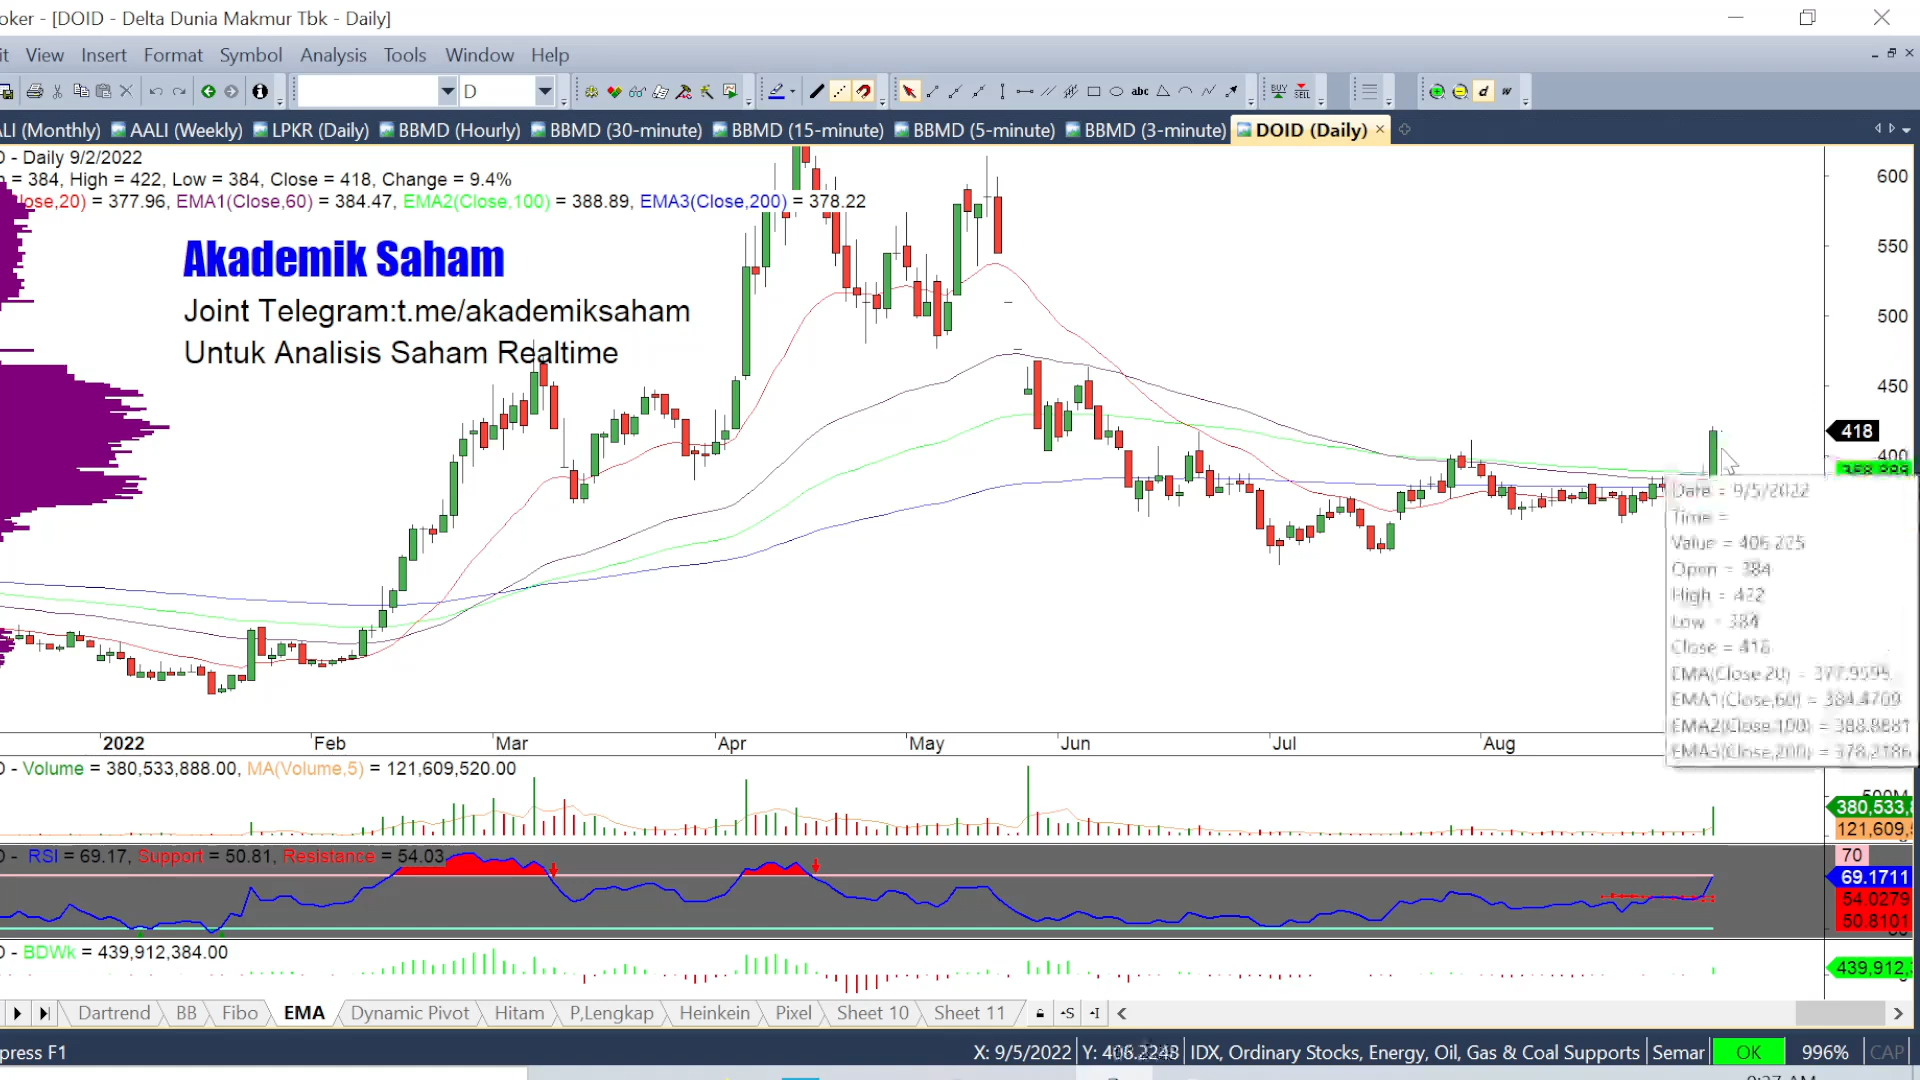 oker - [DOID - Delta Dunia Makmur Tbk - Daily]
it View Insert Format Symbol Analysis Tools Window Help
D abc BUY SELL d w
ALI (Monthly) AALI (Weekly) LPKR (Daily) BBMD (Hourly) BBMD (30-minute) BBMD (15-minute) BBMD (5-minute) BBMD (3-minute) DOID (Daily)
D - Daily 9/2/2022
n = 384, High = 422, Low = 384, Close = 418, Change = 9.4%
lose,20) = 377.96, EMA1(Close,60) = 384.47, EMA2(Close,100) = 388.89, EMA3(Close,200) = 378.22
Akademik Saham
Joint Telegram:t.me/akademiksaham
Untuk Analisis Saham Realtime
600
550
500
450
418
400
Date = 9/5/2022
Time =
Value = 406.225
Open = 384
High = 422
Low = 384
Close = 418
EMA(Close,20) = 377.9595
EMA1(Close,60) = 384.4709
EMA2(Close,100) = 388.8881
EMA3(Close,200) = 378.2186
2022 Feb Mar Apr May Jun Jul Aug
D - Volume = 380,533,888.00, MA(Volume,5) = 121,609,520.00
500M
380,533,8
121,609,5
D - RSI = 69.17, Support = 50.81, Resistance = 54.03
70
69.1711
54.0279
50.8101
D - BDWk = 439,912,384.00
439,912,
Dartrend BB Fibo EMA Dynamic Pivot Hitam P,Lengkap Heinkein Pixel Sheet 10 Sheet 11 -S -I
press F1 X: 9/5/2022 Y: 406.2248 IDX, Ordinary Stocks, Energy, Oil, Gas & Coal Supports Semar OK 996% CAP